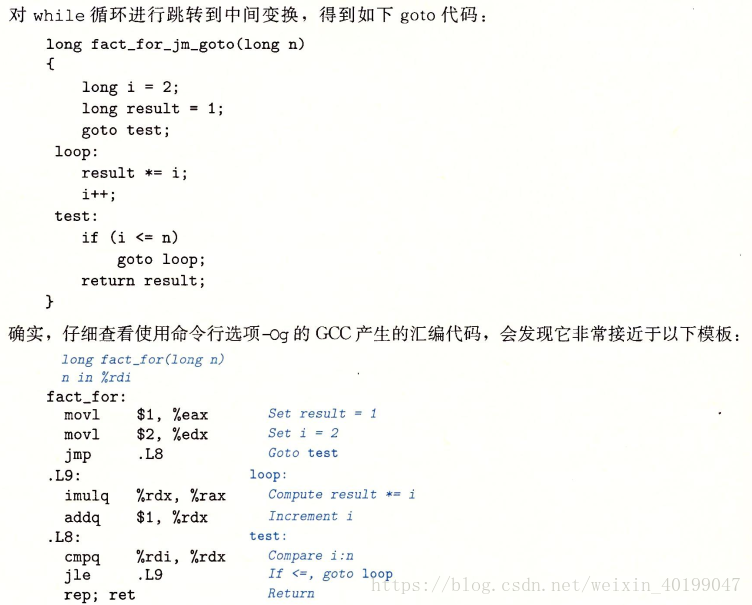 对 while 循环进行跳转到中间变换，得到如下 goto 代码：
long fact_for_jm_goto(long n)
{
    long i = 2;
    long result = 1;
    goto test;
 loop:
    result *= i;
    i++;
 test:
    if (i <= n)
        goto loop;
    return result;
}
确实，仔细查看使用命令行选项-Og 的 GCC 产生的汇编代码，会发现它非常接近于以下模板：
long fact_for(long n)
n in %rdi
fact_for:
  movl    $1, %eax    Set result = 1
  movl    $2, %edx    Set i = 2
  jmp     .L8    Goto test
.L9:    loop:
  imulq   %rdx, %rax    Compute result *= i
  addq    $1, %rdx    Increment i
.L8:    test:
  cmpq    %rdi, %rdx    Compare i:n
  jle     .L9    If <=, goto loop
  rep; ret    Return
https://blog.csdn.net/weixin_40199047